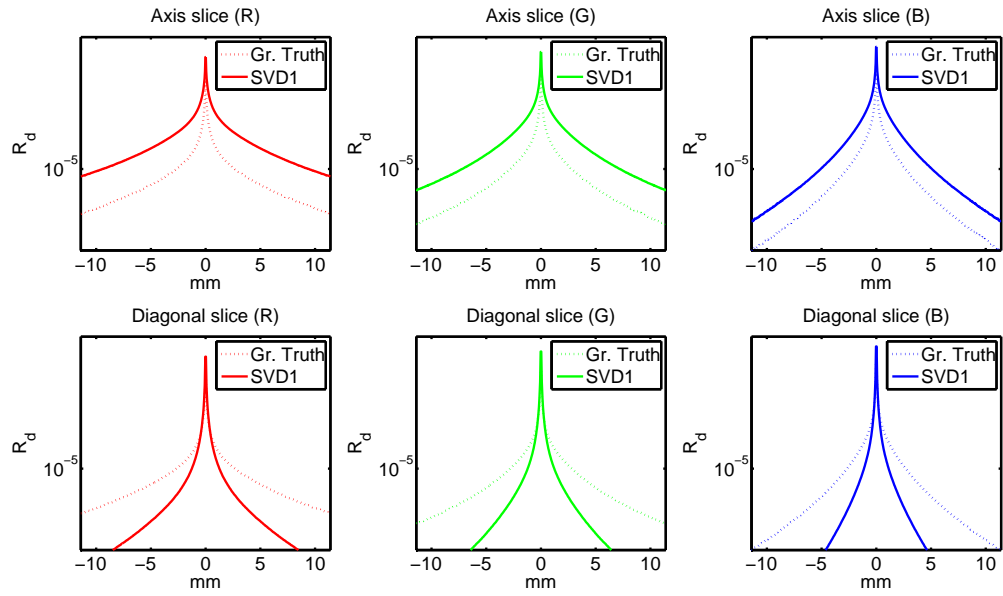 Axis slice (R)
R_d
10^-5
Gr. Truth
SVD1
−10 −5 0 5 10
mm
Axis slice (G)
R_d
10^-5
Gr. Truth
SVD1
−10 −5 0 5 10
mm
Axis slice (B)
R_d
10^-5
Gr. Truth
SVD1
−10 −5 0 5 10
mm
Diagonal slice (R)
R_d
10^-5
Gr. Truth
SVD1
−10 −5 0 5 10
mm
Diagonal slice (G)
R_d
10^-5
Gr. Truth
SVD1
−10 −5 0 5 10
mm
Diagonal slice (B)
R_d
10^-5
Gr. Truth
SVD1
−10 −5 0 5 10
mm